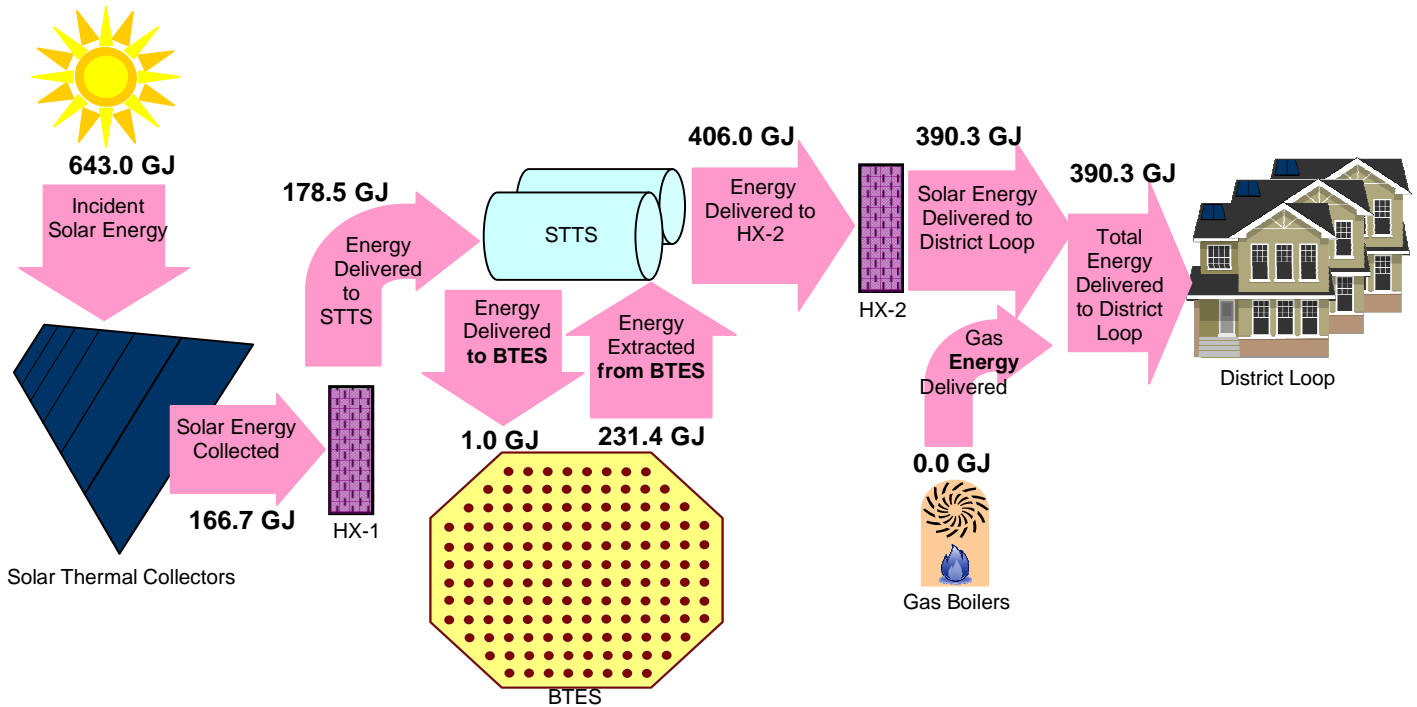 643.0 GJ
Incident
Solar Energy
178.5 GJ
Energy
Delivered
to
STTS
STTS
406.0 GJ
Energy
Delivered to
HX-2
HX-2
390.3 GJ
Solar Energy
Delivered to
District Loop
390.3 GJ
Total
Energy
Delivered
to District
Loop
District Loop
Energy
Delivered
to BTES
1.0 GJ
Energy
Extracted
from BTES
231.4 GJ
Gas
Energy
Delivered
0.0 GJ
Gas Boilers
Solar Energy
Collected
166.7 GJ
HX-1
Solar Thermal Collectors
BTES